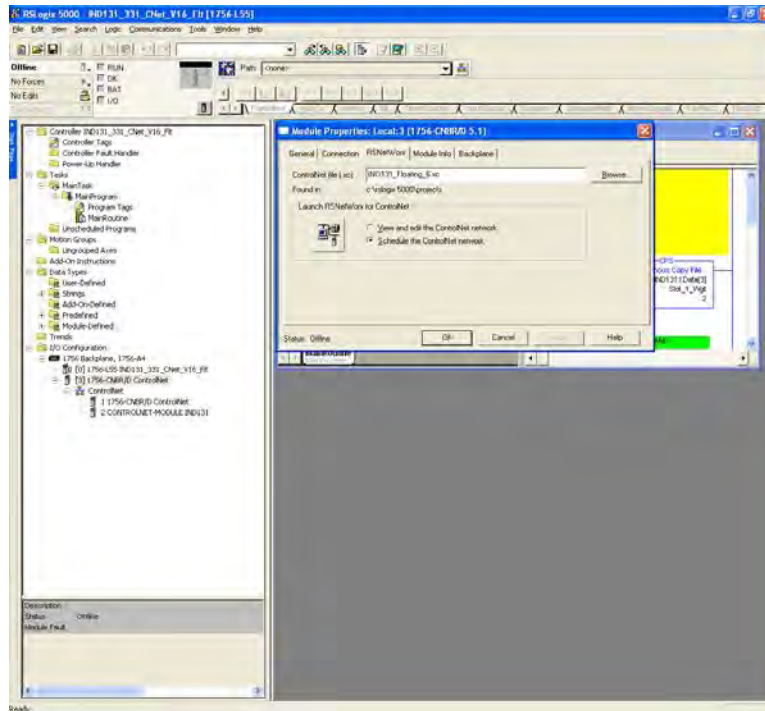 RSLogix 5000 - IND131_331_CNet_V16_Flt [1756-L55]
File Edit View Search Logic Communications Tools Window Help
Offline
RUN
Path: <none>
No Forces
OK
No Edits
BAT
I/O
Controller IND131_331_CNet_V16_Flt
Controller Tags
Controller Fault Handler
Power-Up Handler
Tasks
MainTask
MainProgram
Program Tags
MainRoutine
Unscheduled Programs
Motion Groups
Ungrouped Axes
Add-On Instructions
Data Types
User-Defined
Strings
Add-On-Defined
Predefined
Module-Defined
Trends
I/O Configuration
1756 Backplane, 1756-A4
[0] 1756-L55 IND131_331_CNet_V16_Flt
[3] 1756-CNBR/D ControlNet
ControlNet
1 1756-CNBR/D ControlNet
2 CONTROLNET-MODULE IND131
Module Properties: Local:3 (1756-CNBR/D 5.1)
General Connection RSNetWorx Module Info Backplane
ControlNet file (.xc):
Browse...
Found in: c:\rslogix 5000\projects
Launch RSNetWorx for ControlNet
View and edit the ControlNet network
Schedule the ControlNet network
Status: Offline
OK Cancel Help
CPS
Copy File
Slot_1_Wgt
2
MainRoutine
Description
Status Offline
Module Fault
Ready